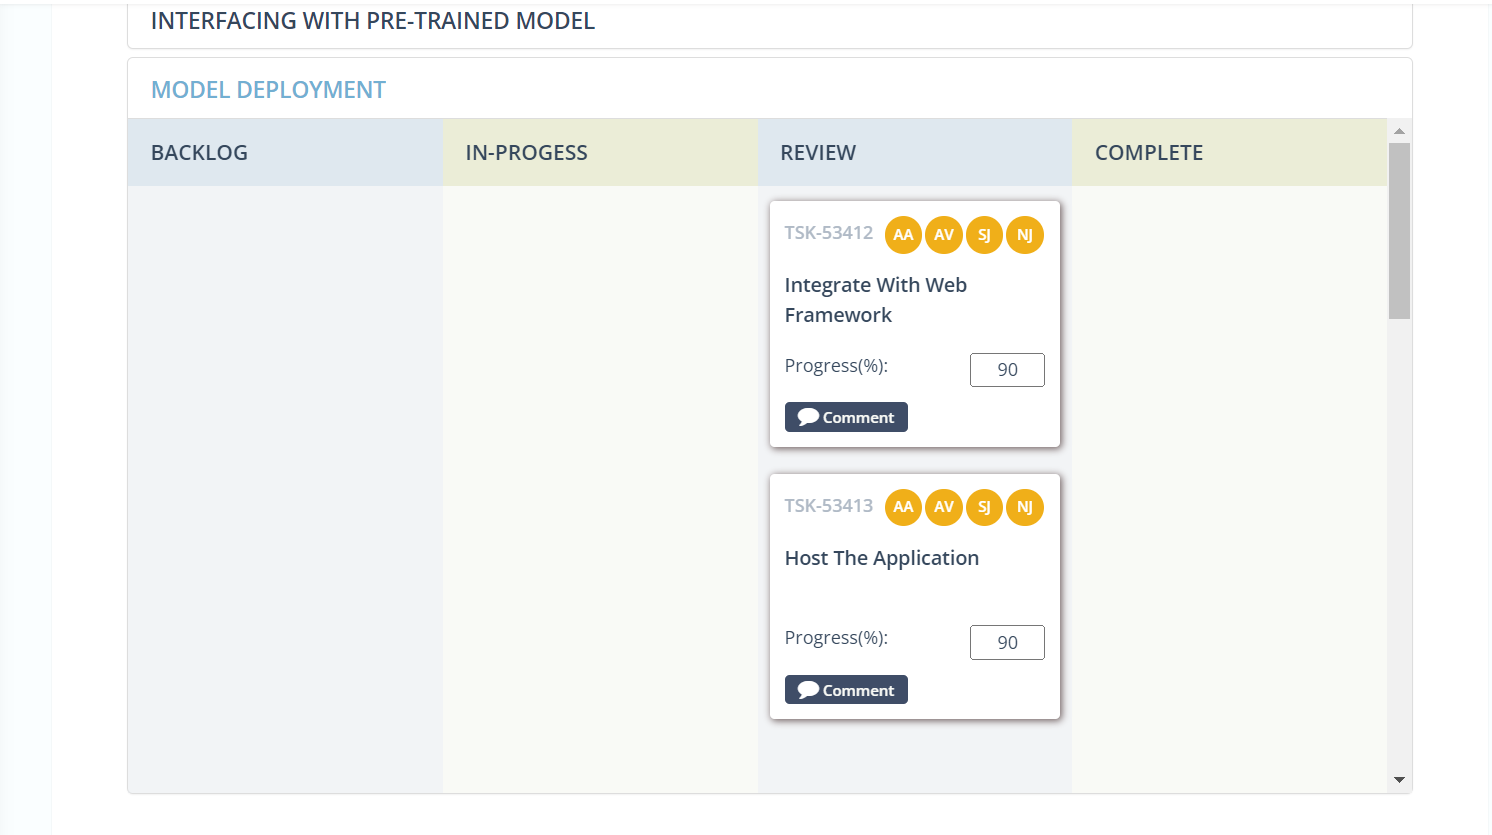 INTERFACING WITH PRE-TRAINED MODEL
MODEL DEPLOYMENT
BACKLOG
IN-PROGESS
REVIEW
COMPLETE
TSK-53412 AA AV SJ NJ
Integrate With Web
Framework
Progress(%): 90
Comment
TSK-53413 AA AV SJ NJ
Host The Application
Progress(%): 90
Comment